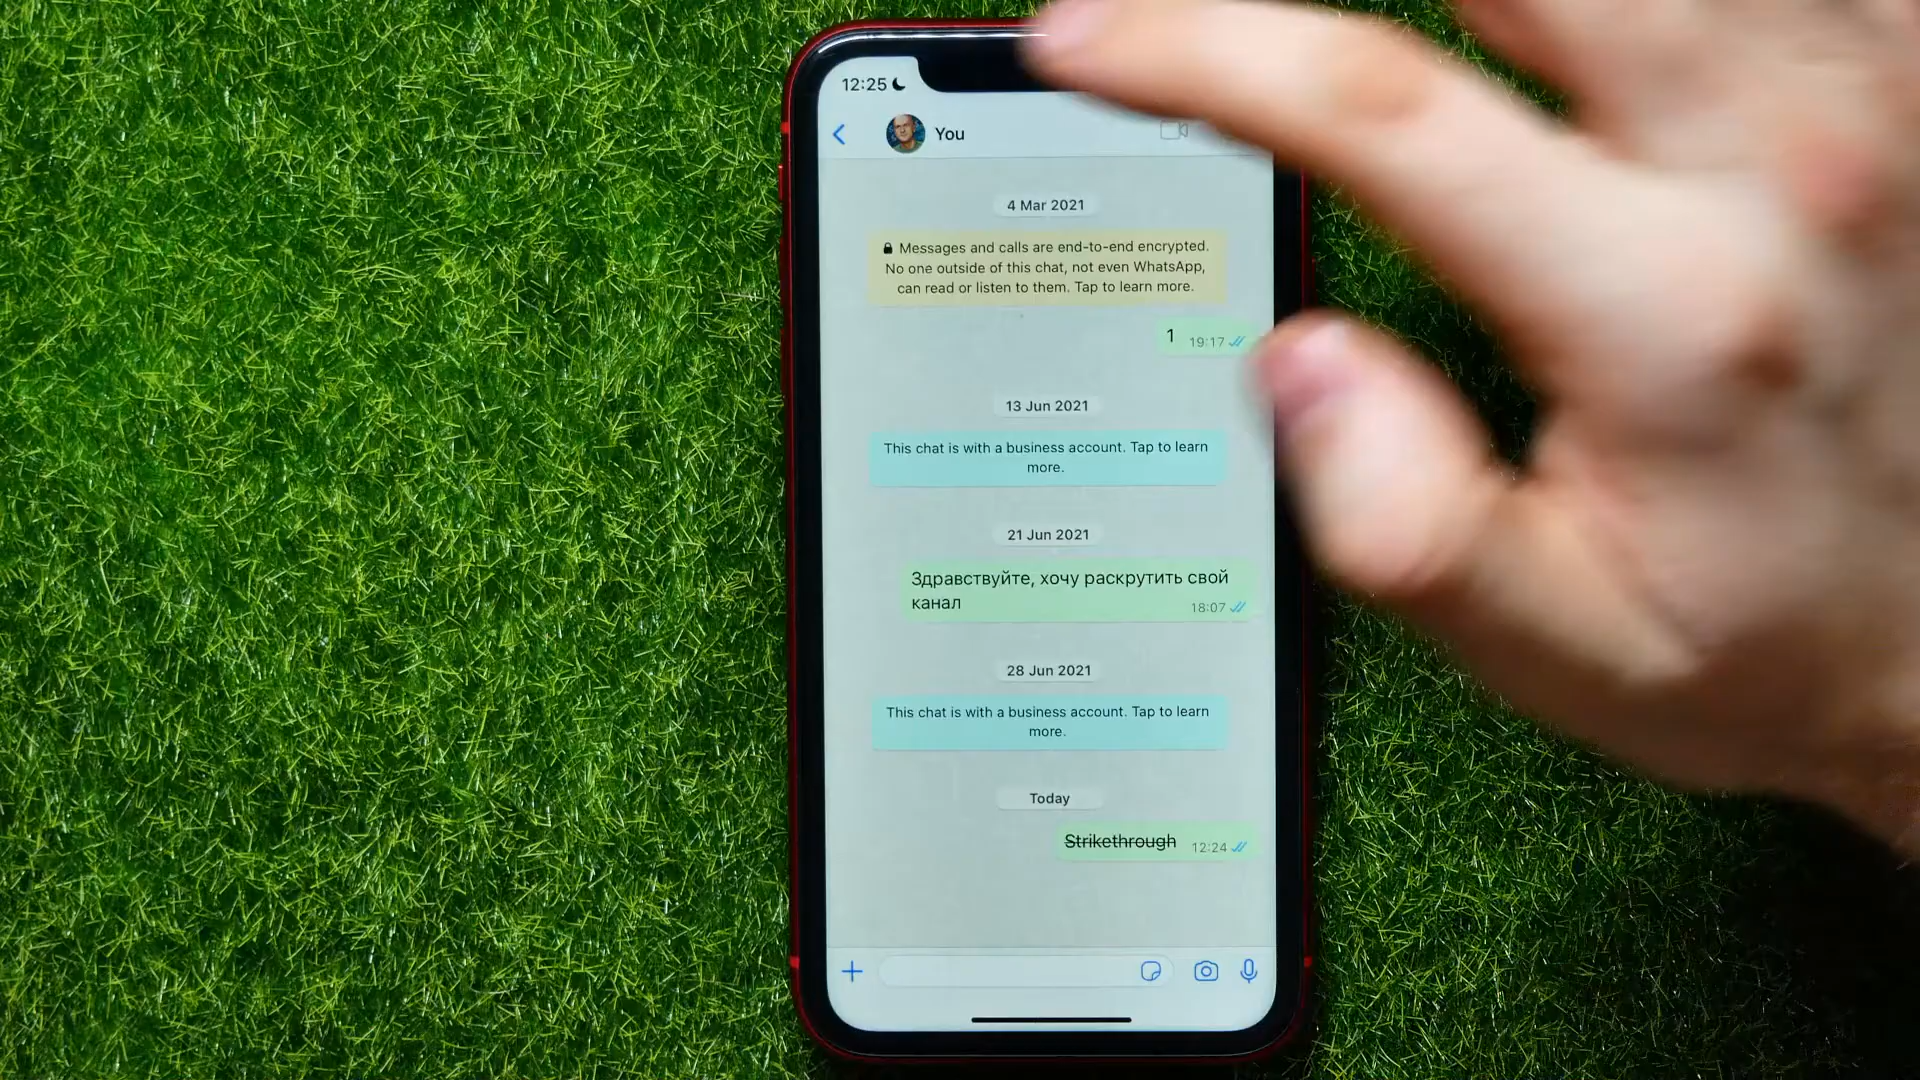 12:25
You
4 Mar 2021
Messages and calls are end-to-end encrypted.
No one outside of this chat, not even WhatsApp,
can read or listen to them. Tap to learn more.
1 19:17
13 Jun 2021
This chat is with a business account. Tap to learn
more.
21 Jun 2021
Здравствуйте, хочу раскрутить свой
канал 18:07
28 Jun 2021
This chat is with a business account. Tap to learn
more.
Today
Strikethrough 12:24